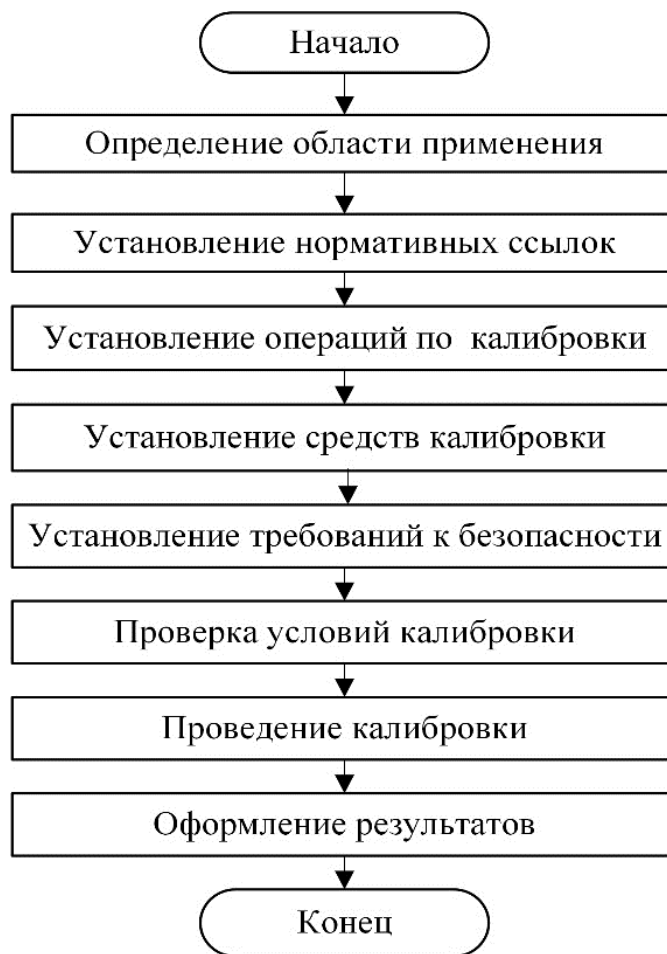 Начало
Определение области применения
Установление нормативных ссылок
Установление операций по калибровки
Установление средств калибровки
Установление требований к безопасности
Проверка условий калибровки
Проведение калибровки
Оформление результатов
Конец